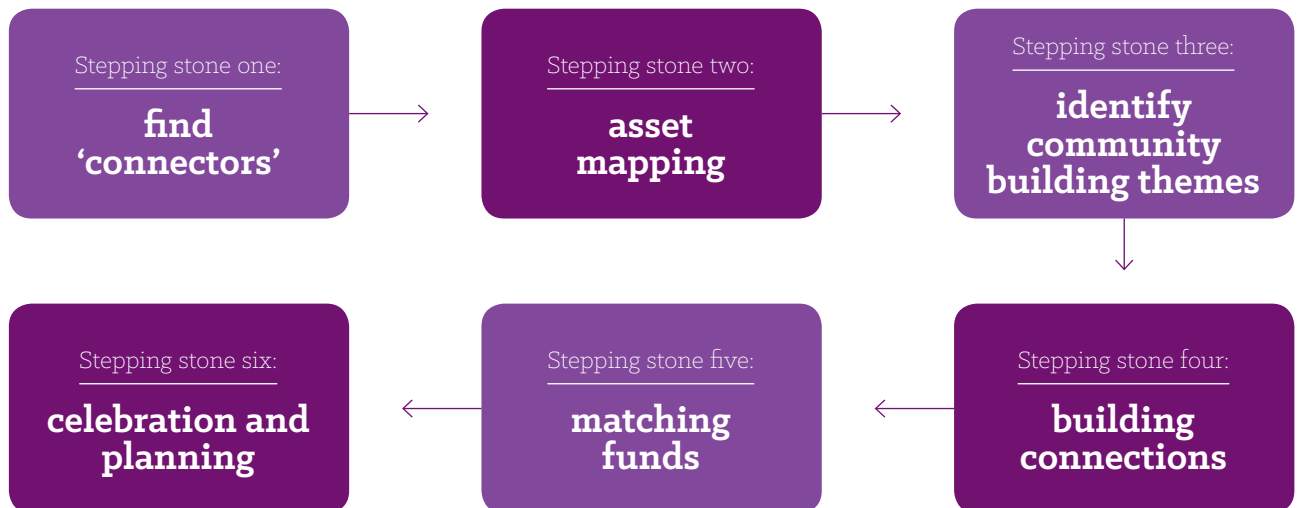 Stepping stone one:
find
‘connectors’
Stepping stone two:
asset
mapping
Stepping stone three:
identify
community
building themes
Stepping stone four:
building
connections
Stepping stone five:
matching
funds
Stepping stone six:
celebration and
planning